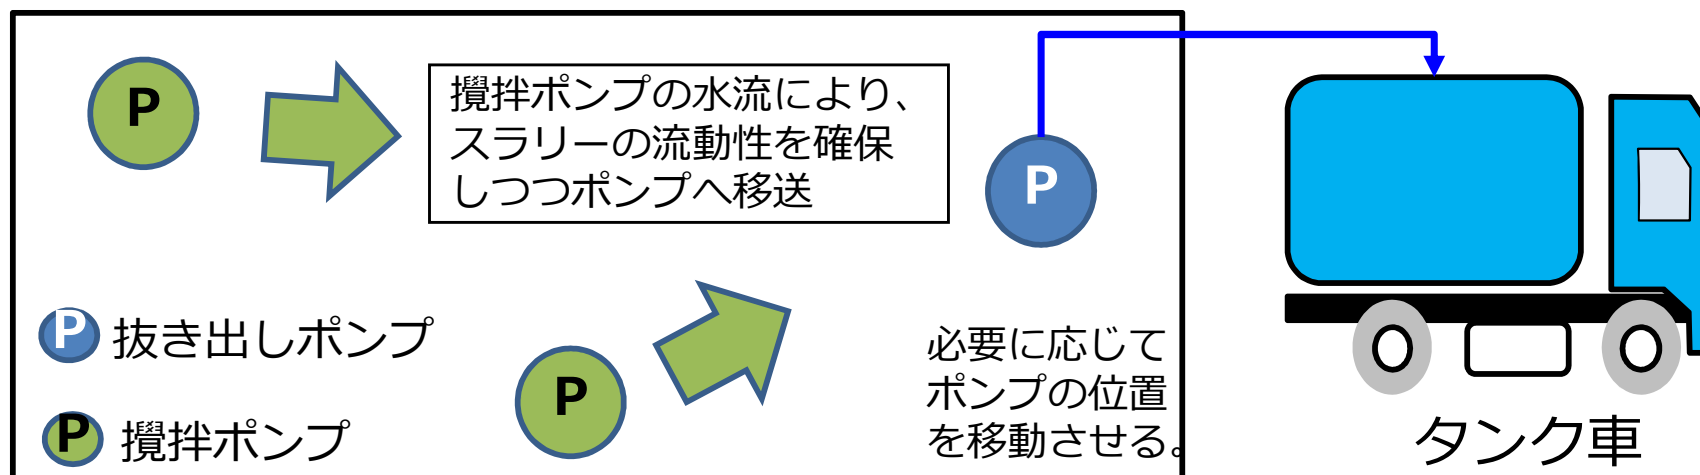 P
攪拌ポンプの水流により、
スラリーの流動性を確保
しつつポンプへ移送
P
P 抜き出しポンプ
P 攪拌ポンプ
P
必要に応じて
ポンプの位置
を移動させる。
タンク車